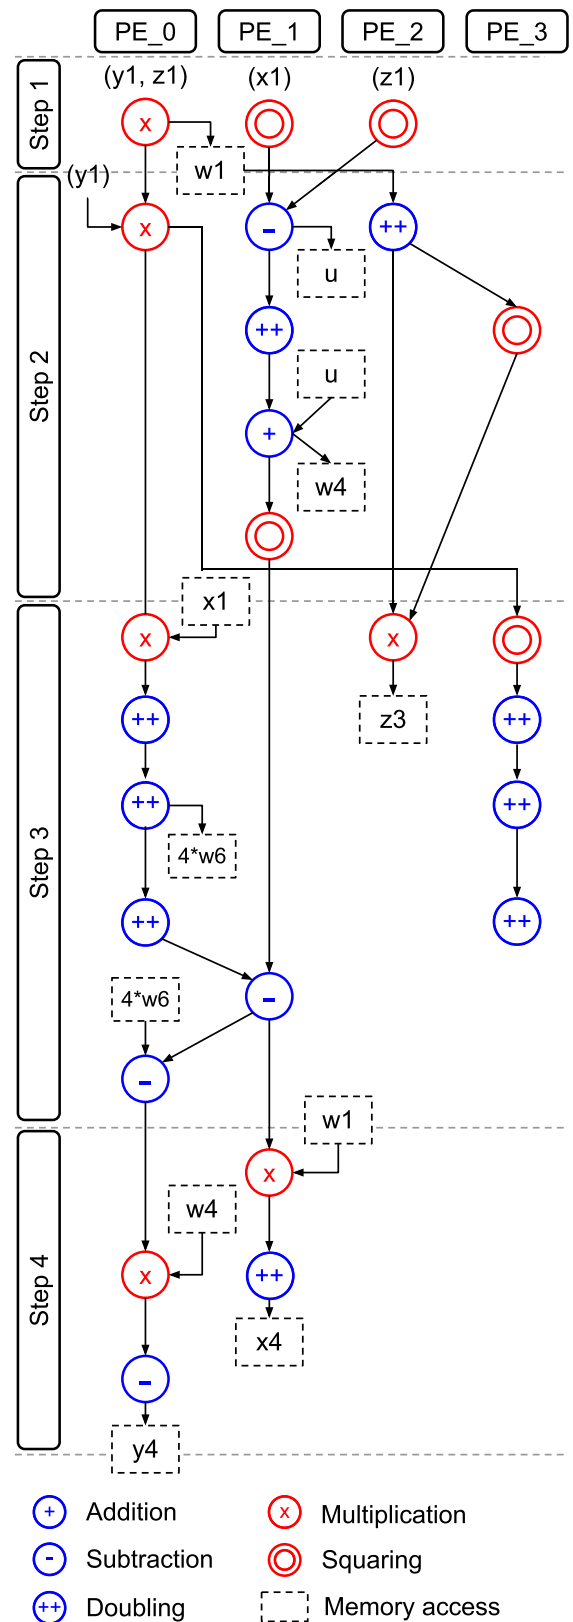 PE_0 PE_1 PE_2 PE_3
Step 1
(y1, z1) (x1) (z1)
x
w1
(y1)
Step 2
x - ++
u
++
u
+
w4
x1
Step 3
x x
++ z3 ++
++ ++
4*w6
++ ++
4*w6 -
-
w1
Step 4
x
w4
x ++
x4
-
y4
+ Addition x Multiplication
- Subtraction Squaring
++ Doubling Memory access